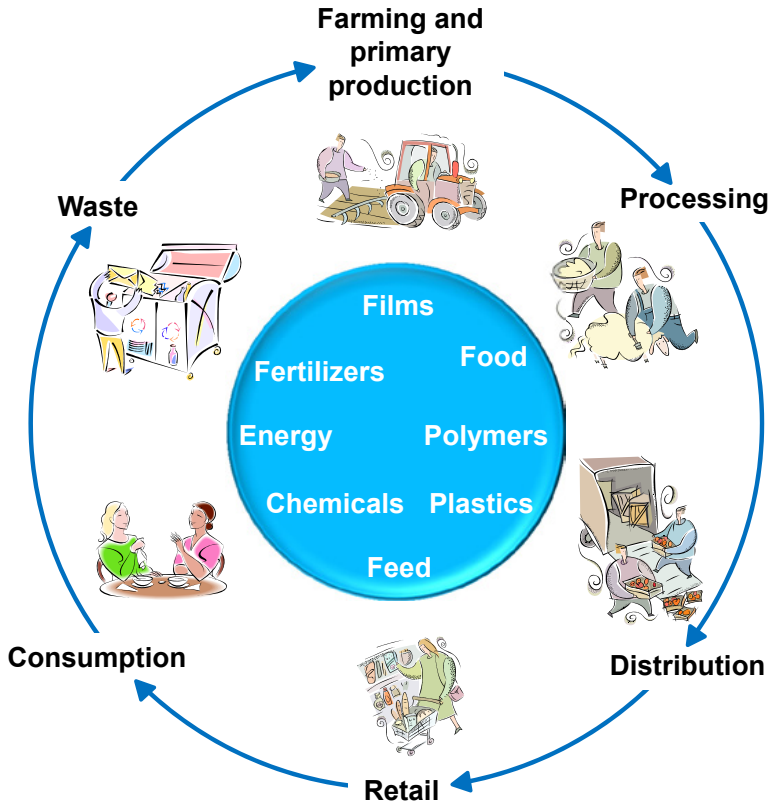 Farming and
primary
production
Waste
Processing
Films
Food
Fertilizers
Energy
Polymers
Chemicals
Plastics
Feed
Consumption
Distribution
Retail